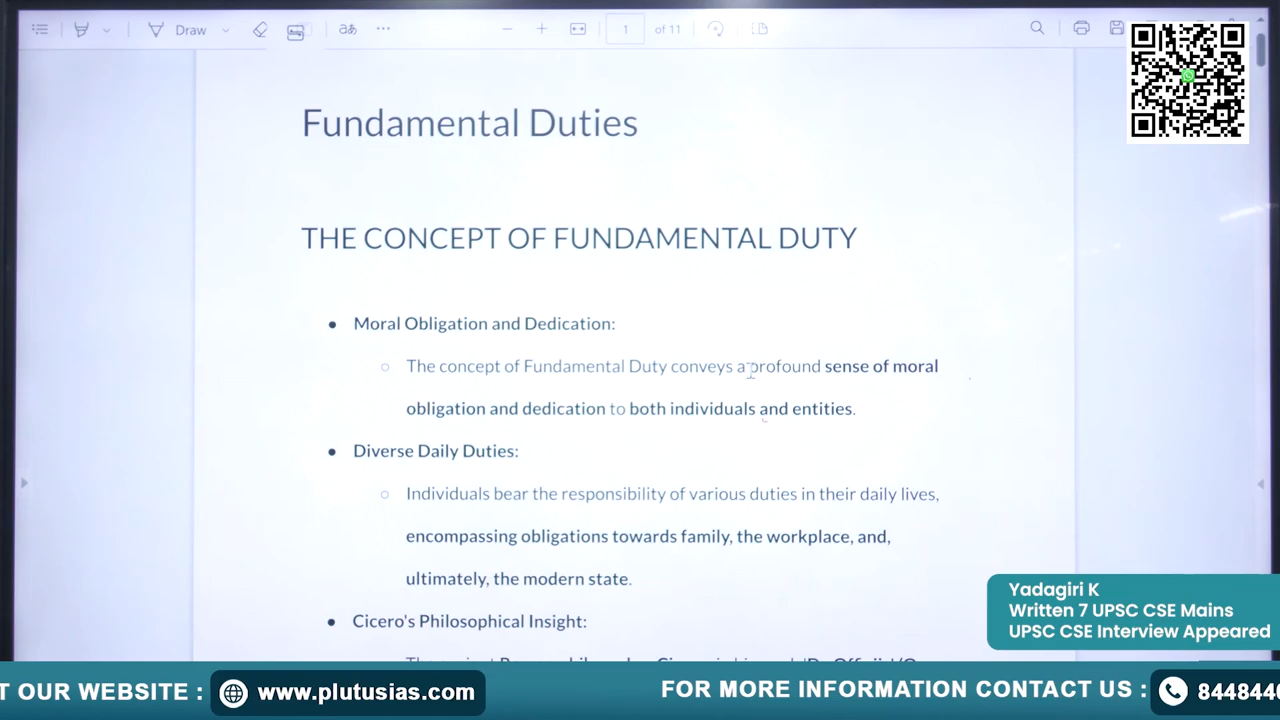 Draw
aあ
1 of 11
Fundamental Duties
THE CONCEPT OF FUNDAMENTAL DUTY
Moral Obligation and Dedication:
The concept of Fundamental Duty conveys a profound sense of moral
obligation and dedication to both individuals and entities.
Diverse Daily Duties:
Individuals bear the responsibility of various duties in their daily lives,
encompassing obligations towards family, the workplace, and,
ultimately, the modern state.
Cicero's Philosophical Insight:
Yadagiri K
Written 7 UPSC CSE Mains
UPSC CSE Interview Appeared
T OUR WEBSITE : www.plutusias.com FOR MORE INFORMATION CONTACT US : 844844